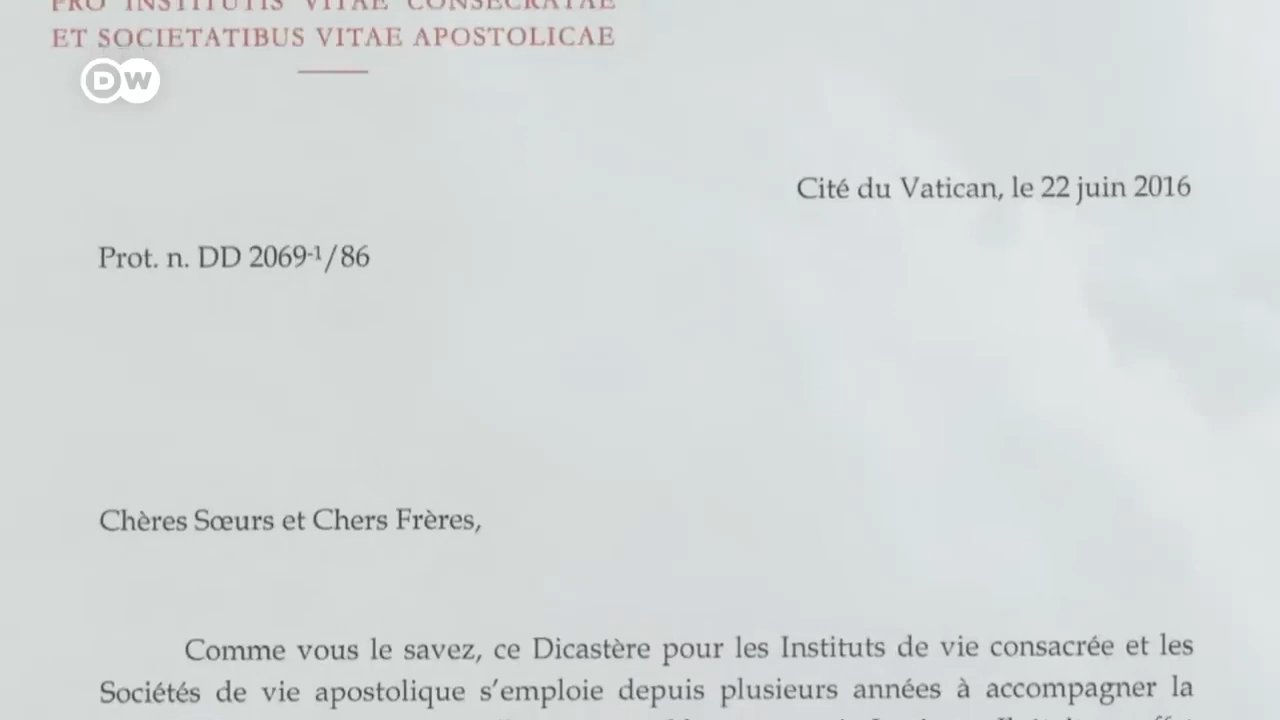 PRO INSTITUTIS VITAE CONSECRATAE
ET SOCIETATIBUS VITAE APOSTOLICAE
DW
Cité du Vatican, le 22 juin 2016
Prot. n. DD 2069-¹/86
Chères Sœurs et Chers Frères,
Comme vous le savez, ce Dicastère pour les Instituts de vie consacrée et les
Sociétés de vie apostolique s’emploie depuis plusieurs années à accompagner la